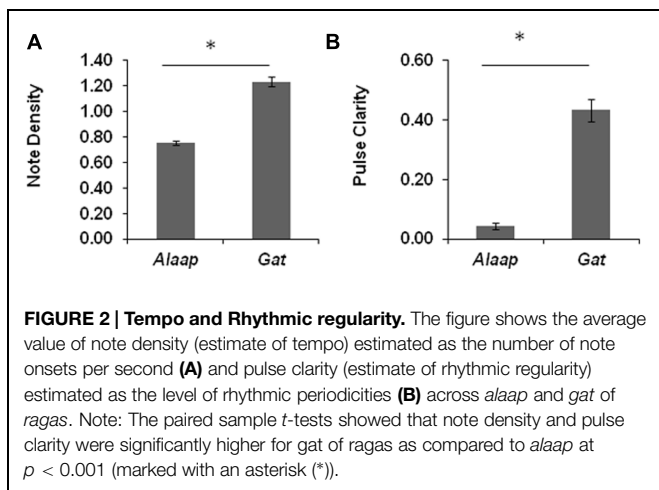 A
B
*
*
Note Density
1.40
1.20
1.00
0.80
0.60
0.40
0.20
0.00
Alaap
Gat
Pulse Clarity
0.60
0.40
0.20
0.00
Alaap
Gat
FIGURE 2 | Tempo and Rhythmic regularity. The figure shows the average
value of note density (estimate of tempo) estimated as the number of note
onsets per second (A) and pulse clarity (estimate of rhythmic regularity)
estimated as the level of rhythmic periodicities (B) across alaap and gat of
ragas. Note: The paired sample t-tests showed that note density and pulse
clarity were significantly higher for gat of ragas as compared to alaap at
p < 0.001 (marked with an asterisk (*)).